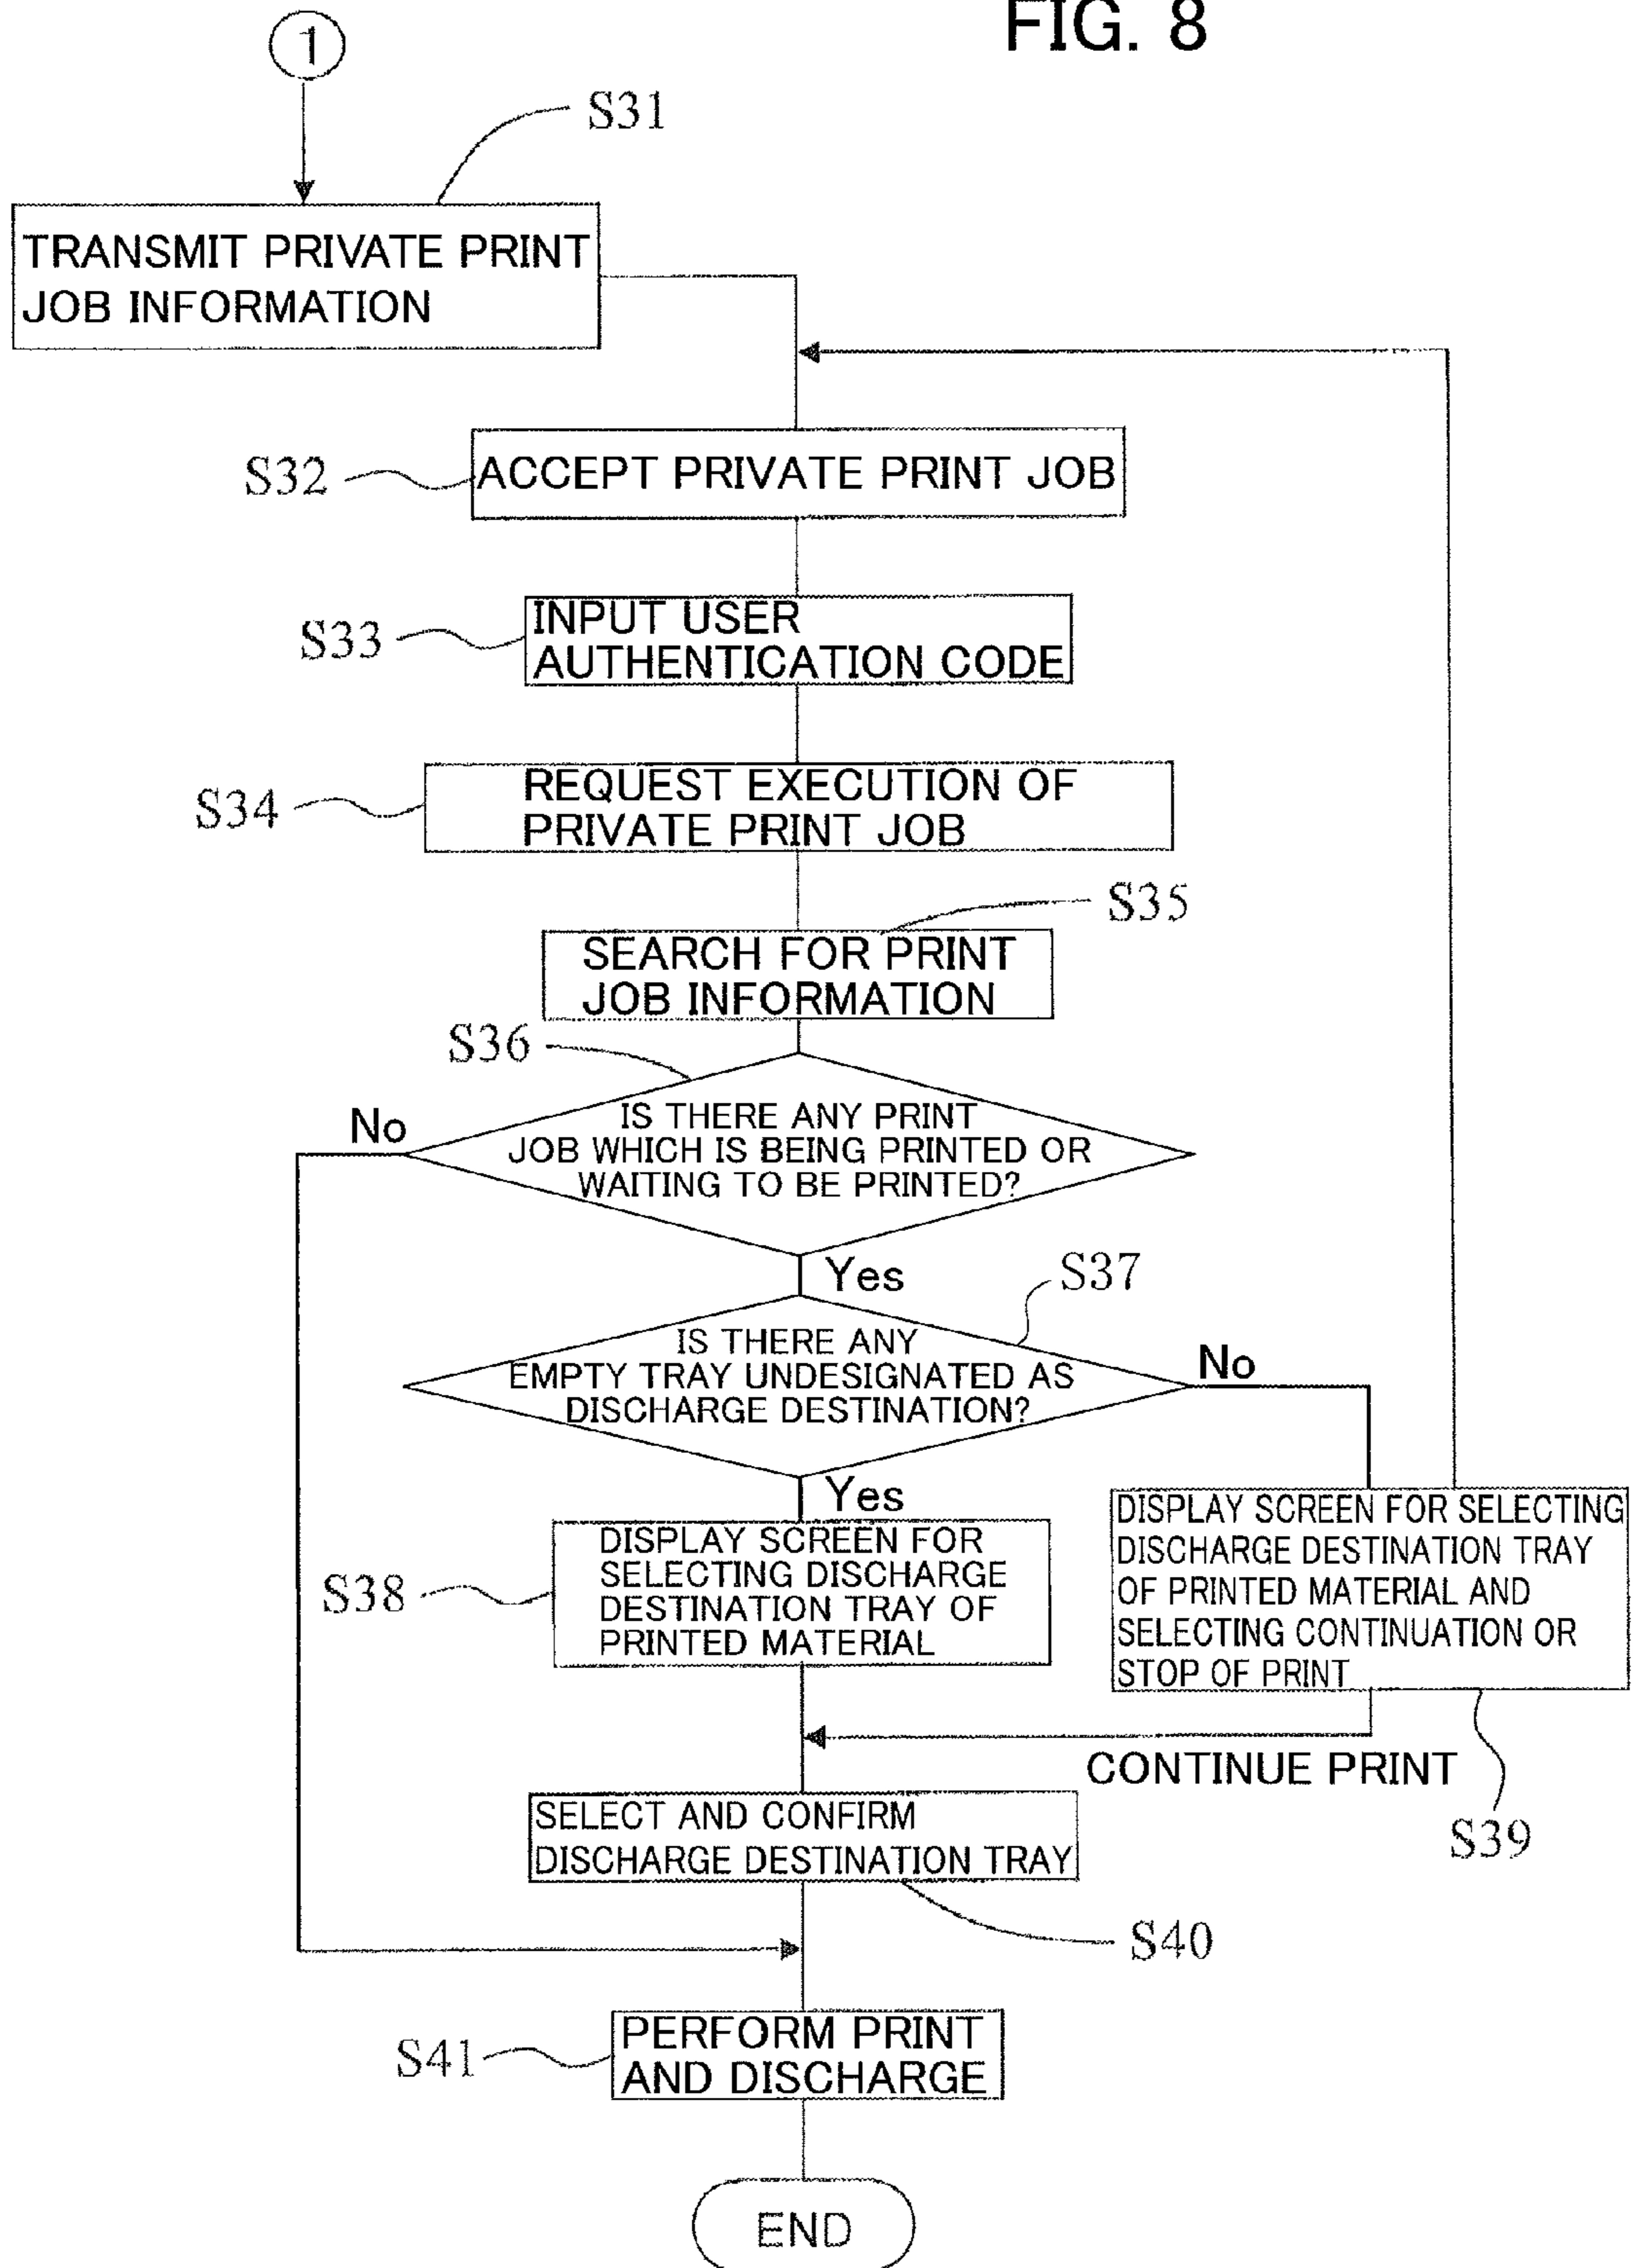 FIG. 8
1
S31
TRANSMIT PRIVATE PRINT
JOB INFORMATION
S32
ACCEPT PRIVATE PRINT JOB
S33
INPUT USER
AUTHENTICATION CODE
S34
REQUEST EXECUTION OF
PRIVATE PRINT JOB
S35
SEARCH FOR PRINT
JOB INFORMATION
S36
No
IS THERE ANY PRINT
JOB WHICH IS BEING PRINTED OR
WAITING TO BE PRINTED?
Yes
S37
IS THERE ANY
EMPTY TRAY UNDESIGNATED AS
DISCHARGE DESTINATION?
No
Yes
S38
DISPLAY SCREEN FOR
SELECTING DISCHARGE
DESTINATION TRAY OF
PRINTED MATERIAL
DISPLAY SCREEN FOR SELECTING
DISCHARGE DESTINATION TRAY
OF PRINTED MATERIAL AND
SELECTING CONTINUATION OR
STOP OF PRINT
CONTINUE PRINT
S39
SELECT AND CONFIRM
DISCHARGE DESTINATION TRAY
S40
S41
PERFORM PRINT
AND DISCHARGE
END